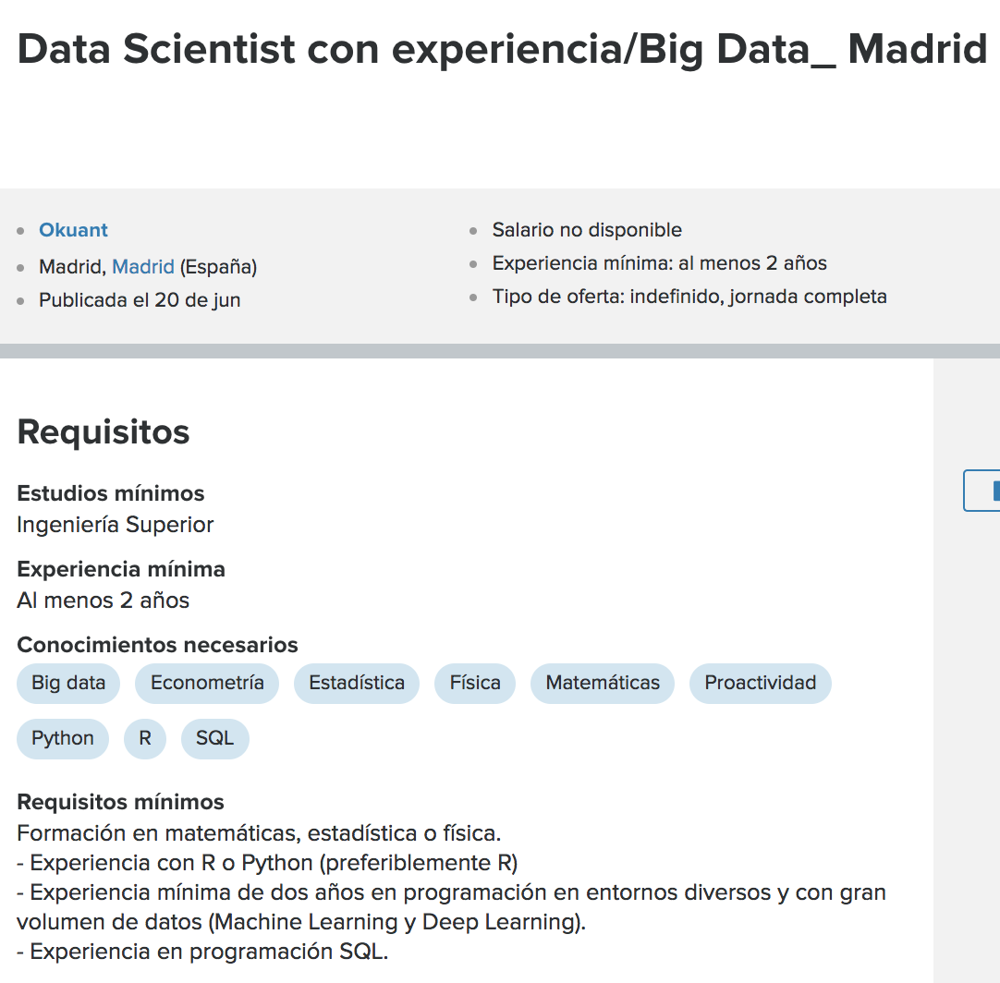 Data Scientist con experiencia/Big Data_ Madrid
Okuant
Madrid, Madrid (España)
Publicada el 20 de jun
Salario no disponible
Experiencia mínima: al menos 2 años
Tipo de oferta: indefinido, jornada completa
Requisitos
Estudios mínimos
Ingeniería Superior
Experiencia mínima
Al menos 2 años
Conocimientos necesarios
Big data Econometría Estadística Física Matemáticas Proactividad
Python R SQL
Requisitos mínimos
Formación en matemáticas, estadística o física.
- Experiencia con R o Python (preferiblemente R)
- Experiencia mínima de dos años en programación en entornos diversos y con gran
volumen de datos (Machine Learning y Deep Learning).
- Experiencia en programación SQL.